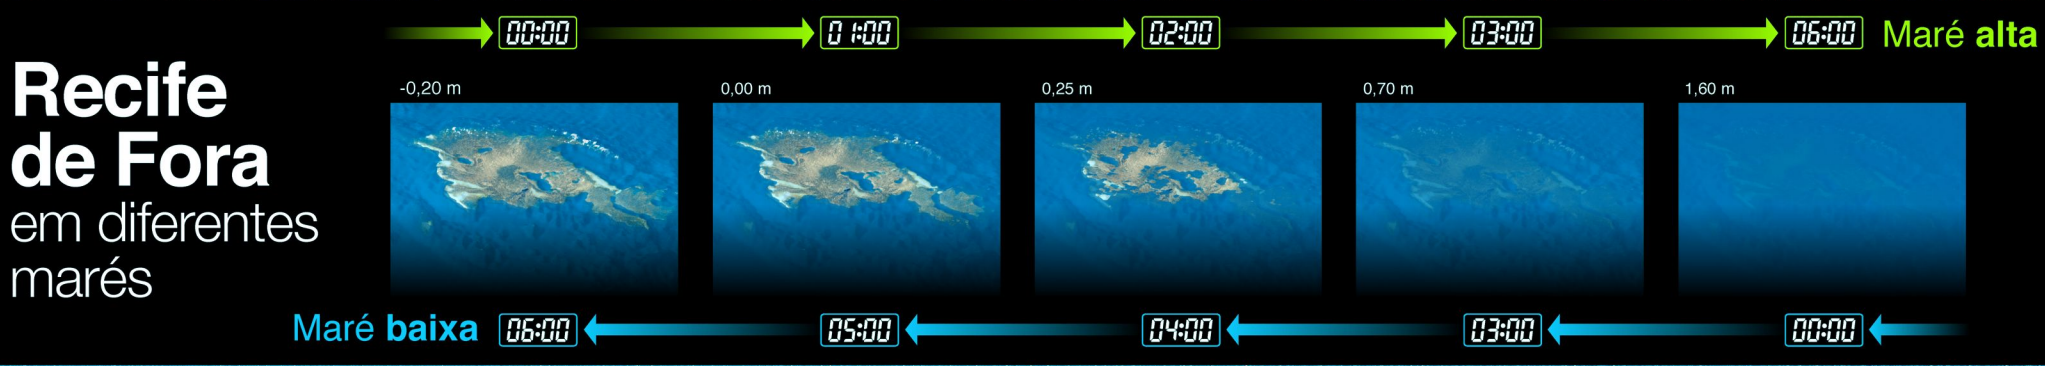 00:00 01:00 02:00 03:00 06:00 Maré alta
Recife
de Fora
em diferentes
marés
-0,20 m 0,00 m 0,25 m 0,70 m 1,60 m
Maré baixa 06:00 05:00 04:00 03:00 00:00